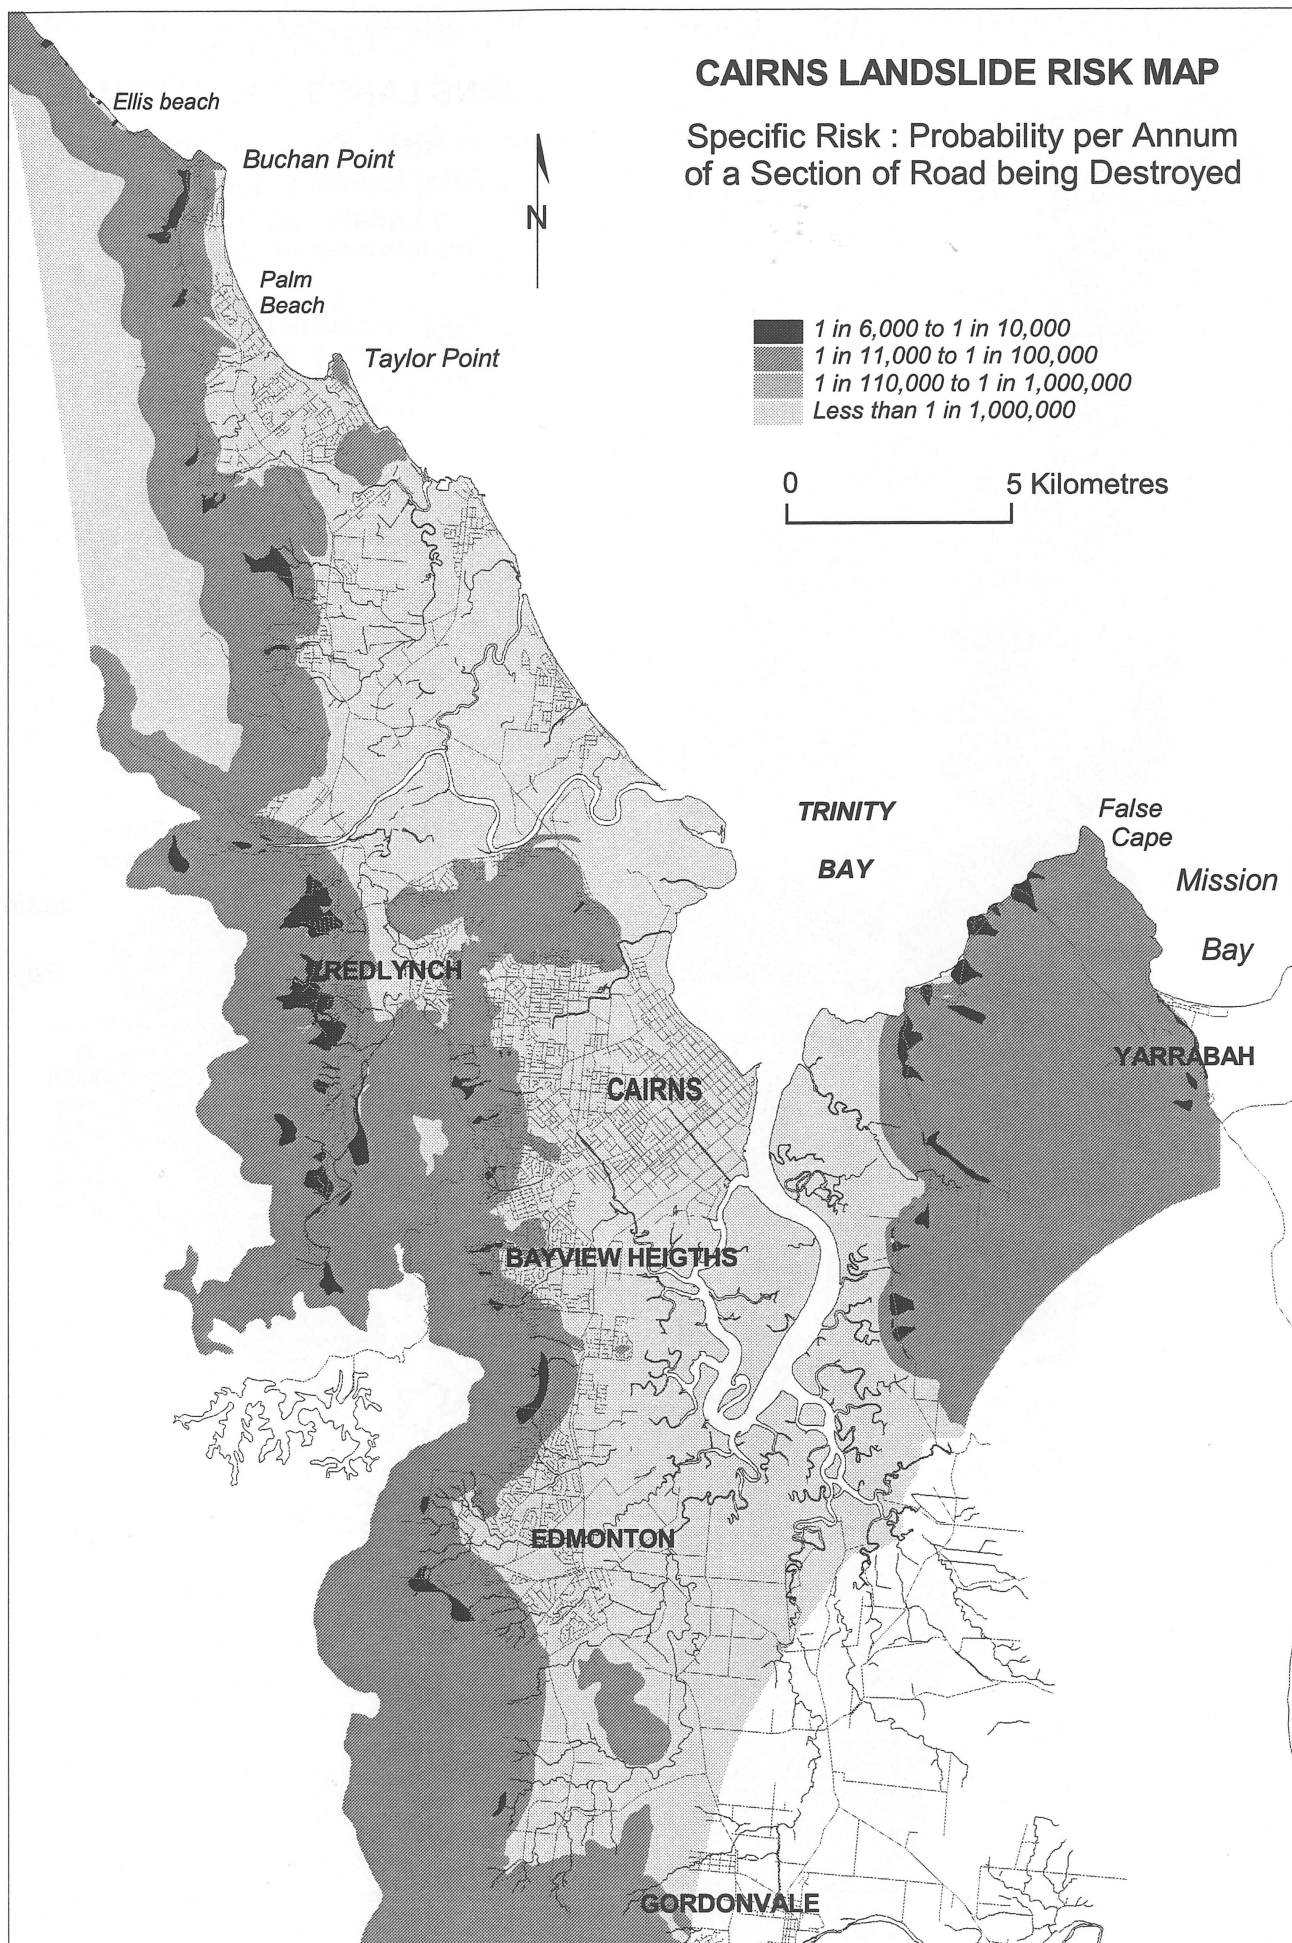 CAIRNS LANDSLIDE RISK MAP
Specific Risk : Probability per Annum
of a Section of Road being Destroyed
Ellis beach
Buchan Point
N
Palm
Beach
Taylor Point
1 in 6,000 to 1 in 10,000
1 in 11,000 to 1 in 100,000
1 in 110,000 to 1 in 1,000,000
Less than 1 in 1,000,000
0 5 Kilometres
TRINITY
BAY
False
Cape
Mission
Bay
REDLYNCH
YARRABAH
CAIRNS
BAYVIEW HEIGTHS
EDMONTON
GORDONVALE